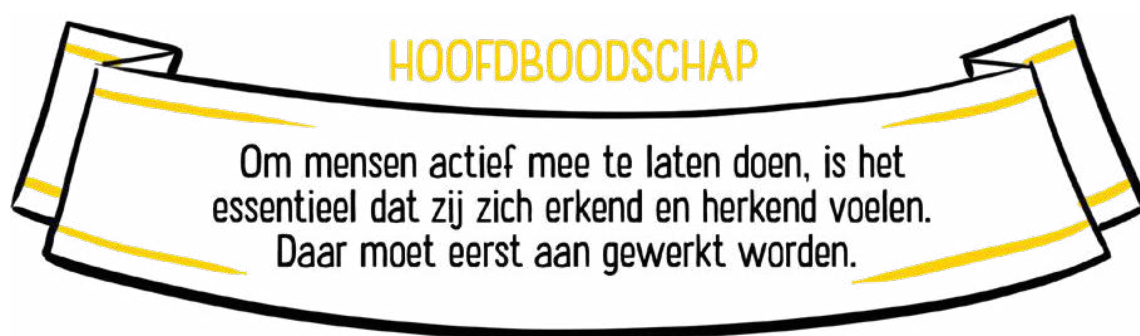 HOOFDBOODSCHAP
Om mensen actief mee te laten doen, is het
essentieel dat zij zich erkend en herkend voelen.
Daar moet eerst aan gewerkt worden.